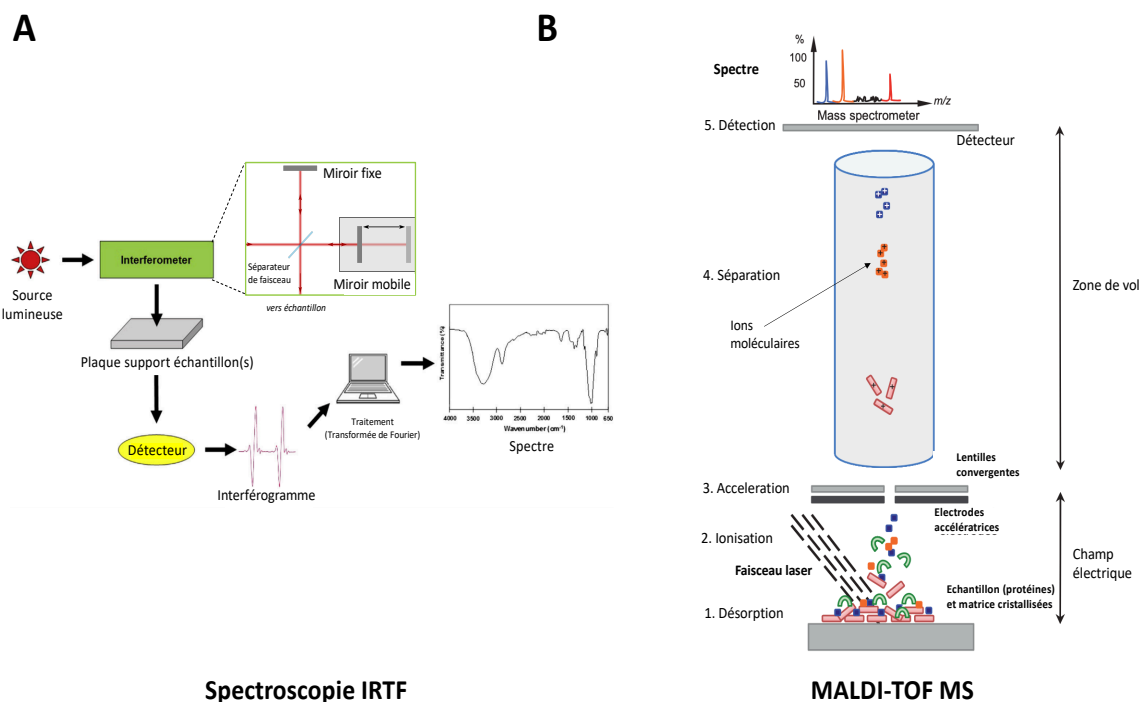 A
Miroir fixe
Séparateur
de faisceau
Miroir mobile
vers échantillon
Interferometer
Source
lumineuse
Plaque support échantillon(s)
Détecteur
Interférogramme
Traitement
(Transformée de Fourier)
Transmittance (%)
4000 3500 3000 2500 2000 1500 1000 650
Wavenumber (cm-1)
Spectre
Spectroscopie IRTF
B
%
100
50
Spectre
m/z
Mass spectrometer
5. Détection
Détecteur
4. Séparation
Ions
moléculaires
Zone de vol
Lentilles
convergentes
3. Acceleration
Electrodes
accélératrices
2. Ionisation
Faisceau laser
Champ
électrique
Echantillon (protéines)
et matrice cristallisées
1. Désorption
MALDI-TOF MS